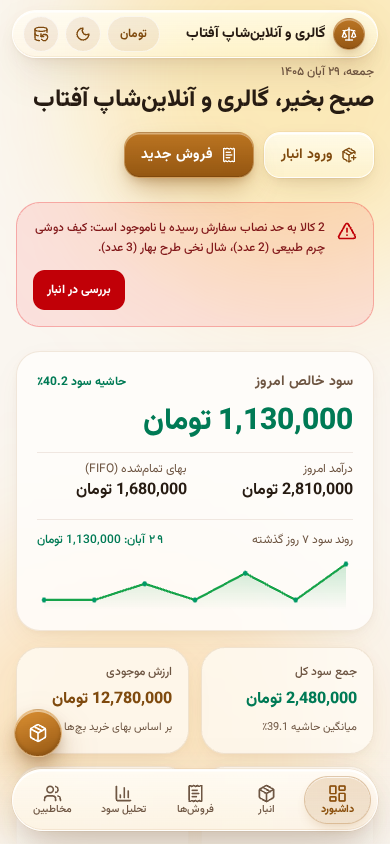 گالری و آنلاین‌شاپ آفتاب
تومان
جمعه، ۲۹ آبان ۱۴۰۵
صبح بخیر، گالری و آنلاین‌شاپ آفتاب
ورود انبار
فروش جدید
2 کالا به حد نصاب سفارش رسیده یا ناموجود است: کیف دوشی
چرم طبیعی (2 عدد)، شال نخی طرح بهار (3 عدد).
بررسی در انبار
سود خالص امروز
حاشیه سود 40.2٪
1,130,000 تومان
درآمد امروز
بهای تمام‌شده (FIFO)
2,810,000 تومان
1,680,000 تومان
روند سود ۷ روز گذشته
۲۹ آبان: 1,130,000 تومان
جمع سود کل
ارزش موجودی
2,480,000 تومان
12,780,000 تومان
میانگین حاشیه 39.1٪
بر اساس بهای خرید بچ‌ها
داشبورد
انبار
فروش‌ها
تحلیل سود
مخاطبین